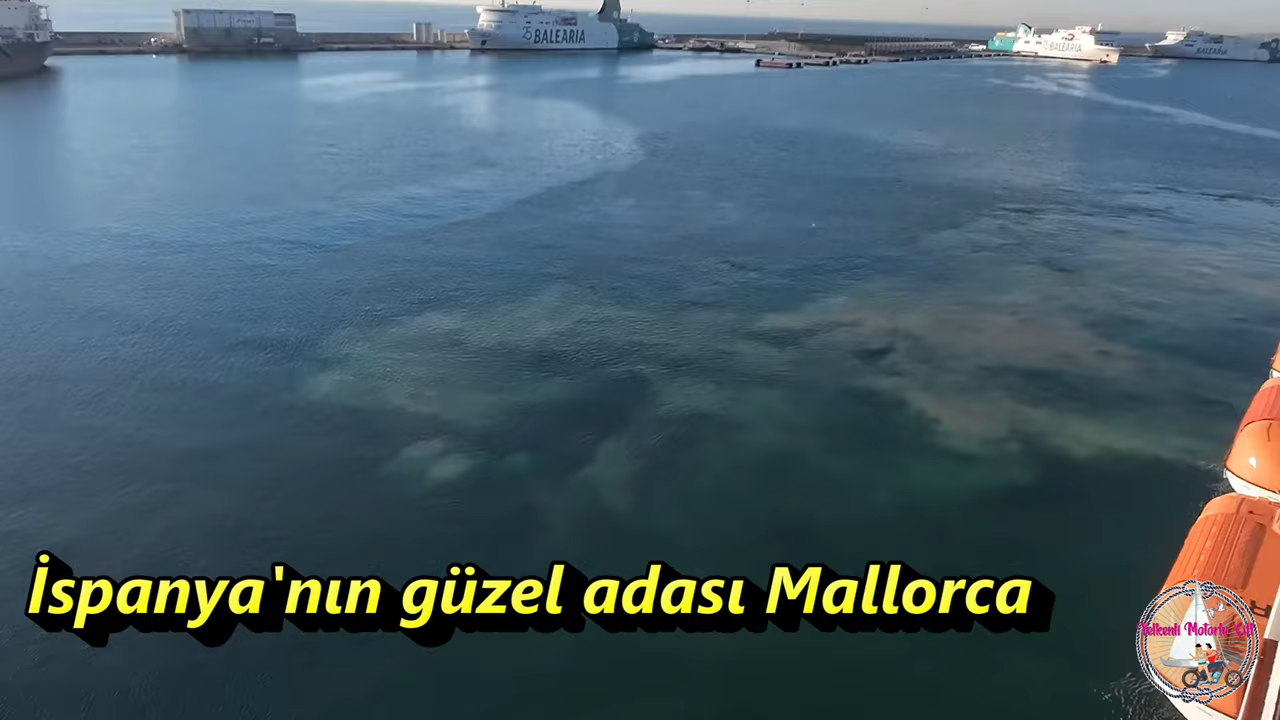 BALEARIA
BALEARIA
BALEARIA
İspanya'nın güzel adası Mallorca
Yelkenli Motorlu Çift